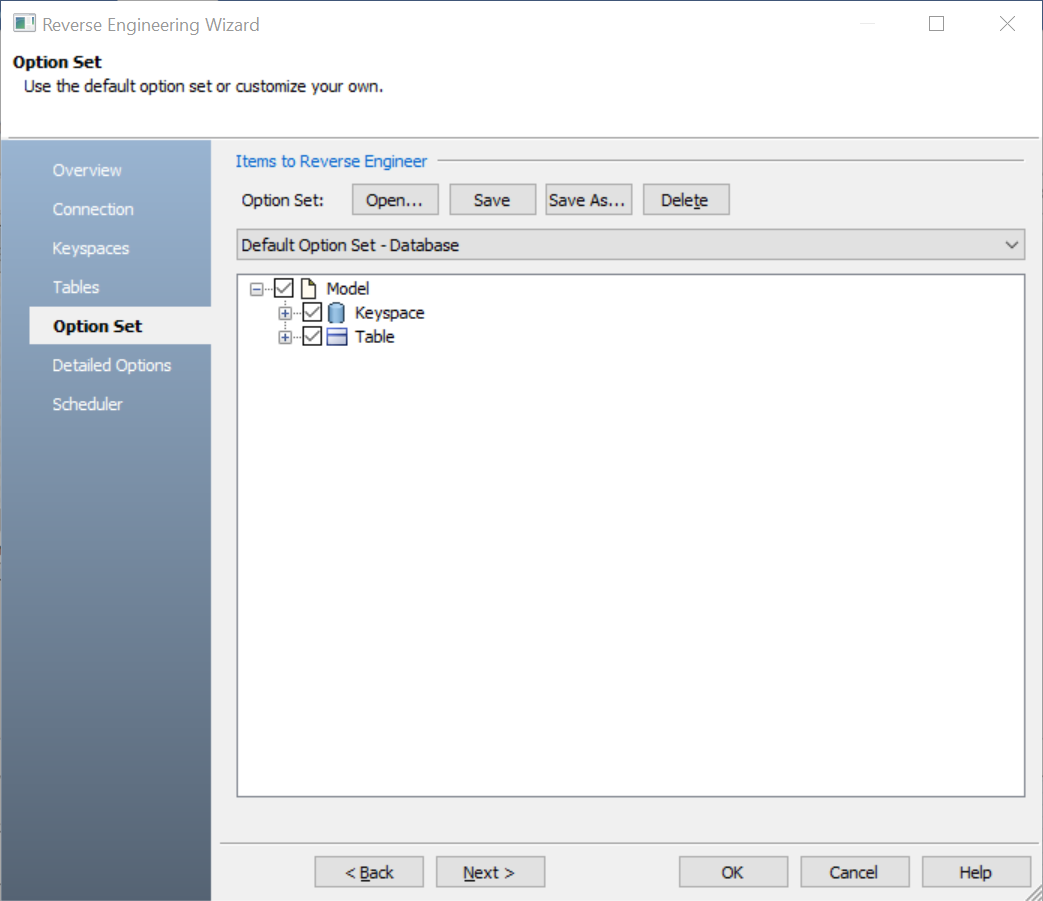 Reverse Engineering Wizard
Option Set
Use the default option set or customize your own.
Overview
Connection
Keyspaces
Tables
Option Set
Detailed Options
Scheduler
Items to Reverse Engineer
Option Set: Open... Save Save As... Delete
Default Option Set - Database
Model
Keyspace
Table
< Back Next > OK Cancel Help